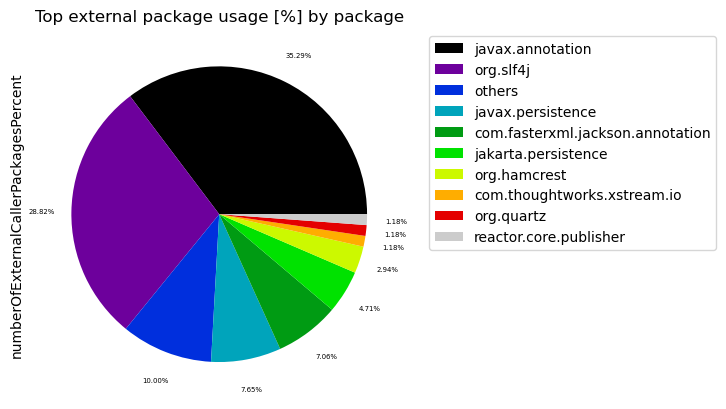 Top external package usage [%] by package
numberOfExternalCallerPackagesPercent
35.29%
28.82%
10.00%
7.65%
7.06%
4.71%
2.94%
1.18%
1.18%
1.18%
javax.annotation
org.slf4j
others
javax.persistence
com.fasterxml.jackson.annotation
jakarta.persistence
org.hamcrest
com.thoughtworks.xstream.io
org.quartz
reactor.core.publisher